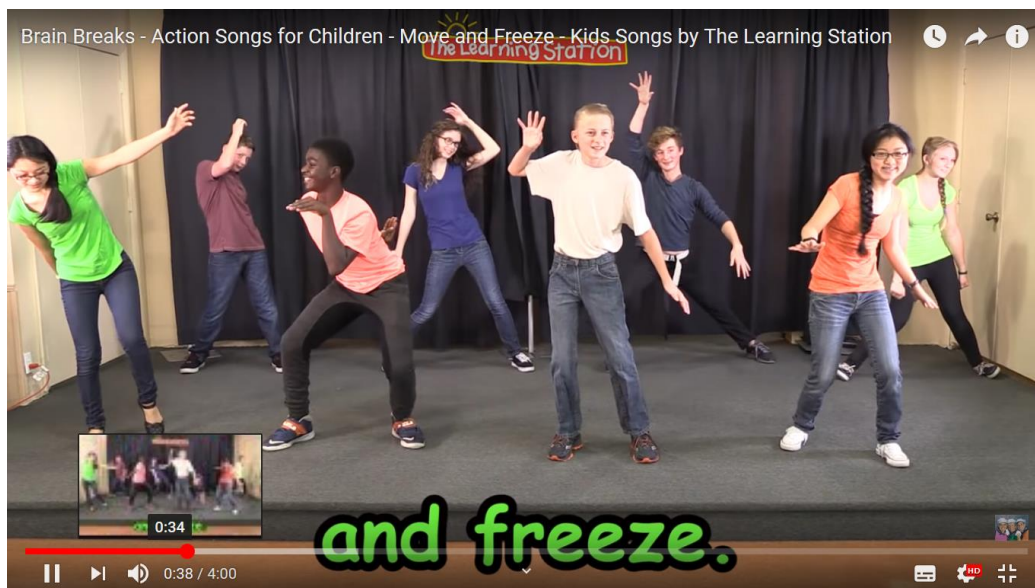 Brain Breaks - Action Songs for Children - Move and Freeze - Kids Songs by The Learning Station
The Learning Station
0:34
and freeze.
0:38 / 4:00
HD